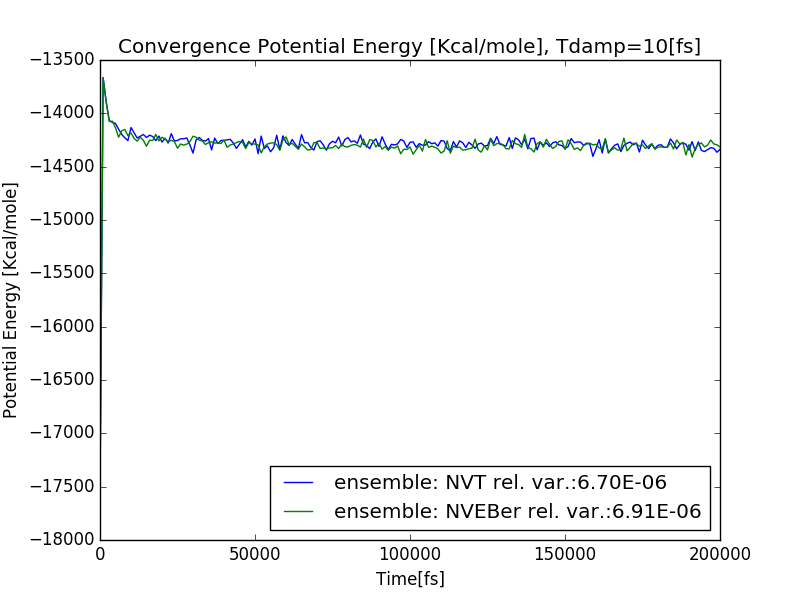 Convergence Potential Energy [Kcal/mole], Tdamp=10[fs]
Potential Energy [Kcal/mole]
−13500
−14000
−14500
−15000
−15500
−16000
−16500
−17000
−17500
−18000
ensemble: NVT rel. var.:6.70E-06
ensemble: NVEBer rel. var.:6.91E-06
0 50000 100000 150000 200000
Time[fs]